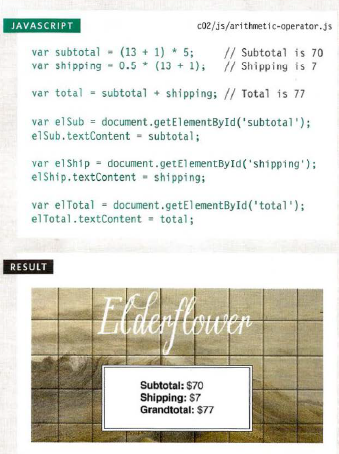 JAVASCRIPT c02/js/arithmetic-operator.js
var subtotal = (13 + 1) * 5; // Subtotal is 70
var shipping = 0.5 * (13 + 1); // Shipping is 7
var total = subtotal + shipping; // Total is 77
var elSub = document.getElementById('subtotal');
elSub.textContent = subtotal;
var elShip = document.getElementById('shipping');
elShip.textContent = shipping;
var elTotal = document.getElementById('total');
elTotal.textContent = total;
RESULT
Elderflower
Subtotal: $70
Shipping: $7
Grandtotal: $77